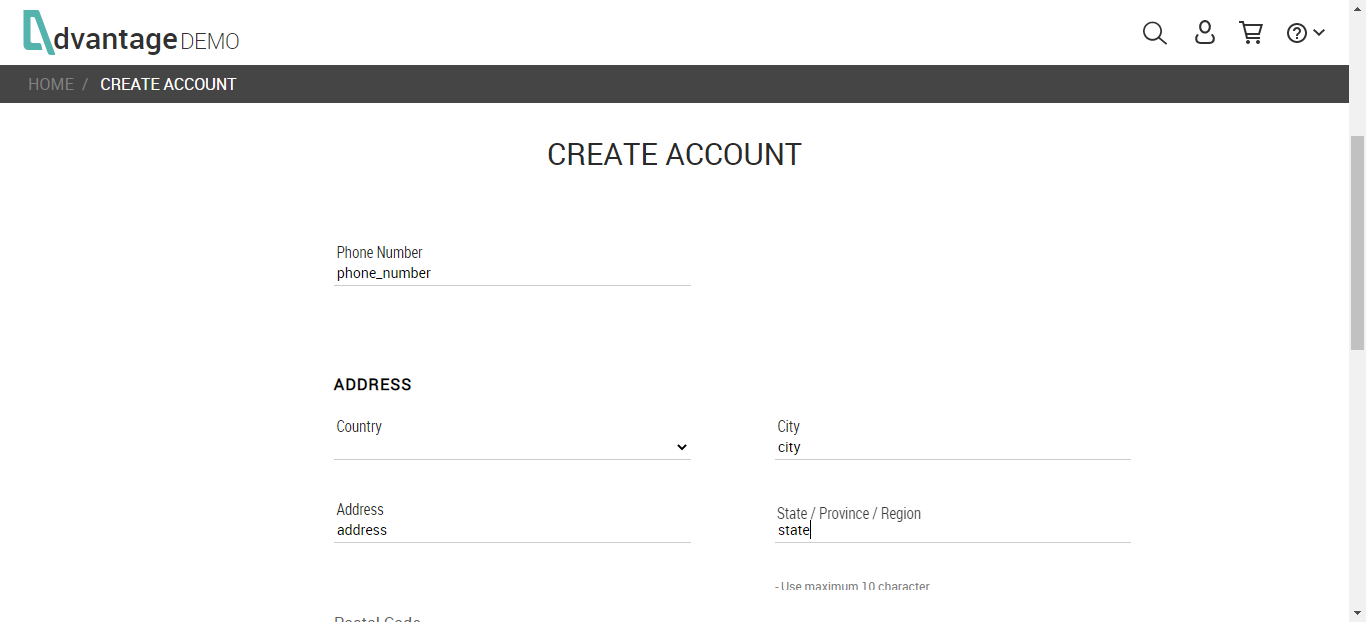 dvantage DEMO
HOME / CREATE ACCOUNT
CREATE ACCOUNT
Phone Number
phone_number
ADDRESS
Country
City
city
Address
address
State / Province / Region
state
- Use maximum 10 character
Postal Code